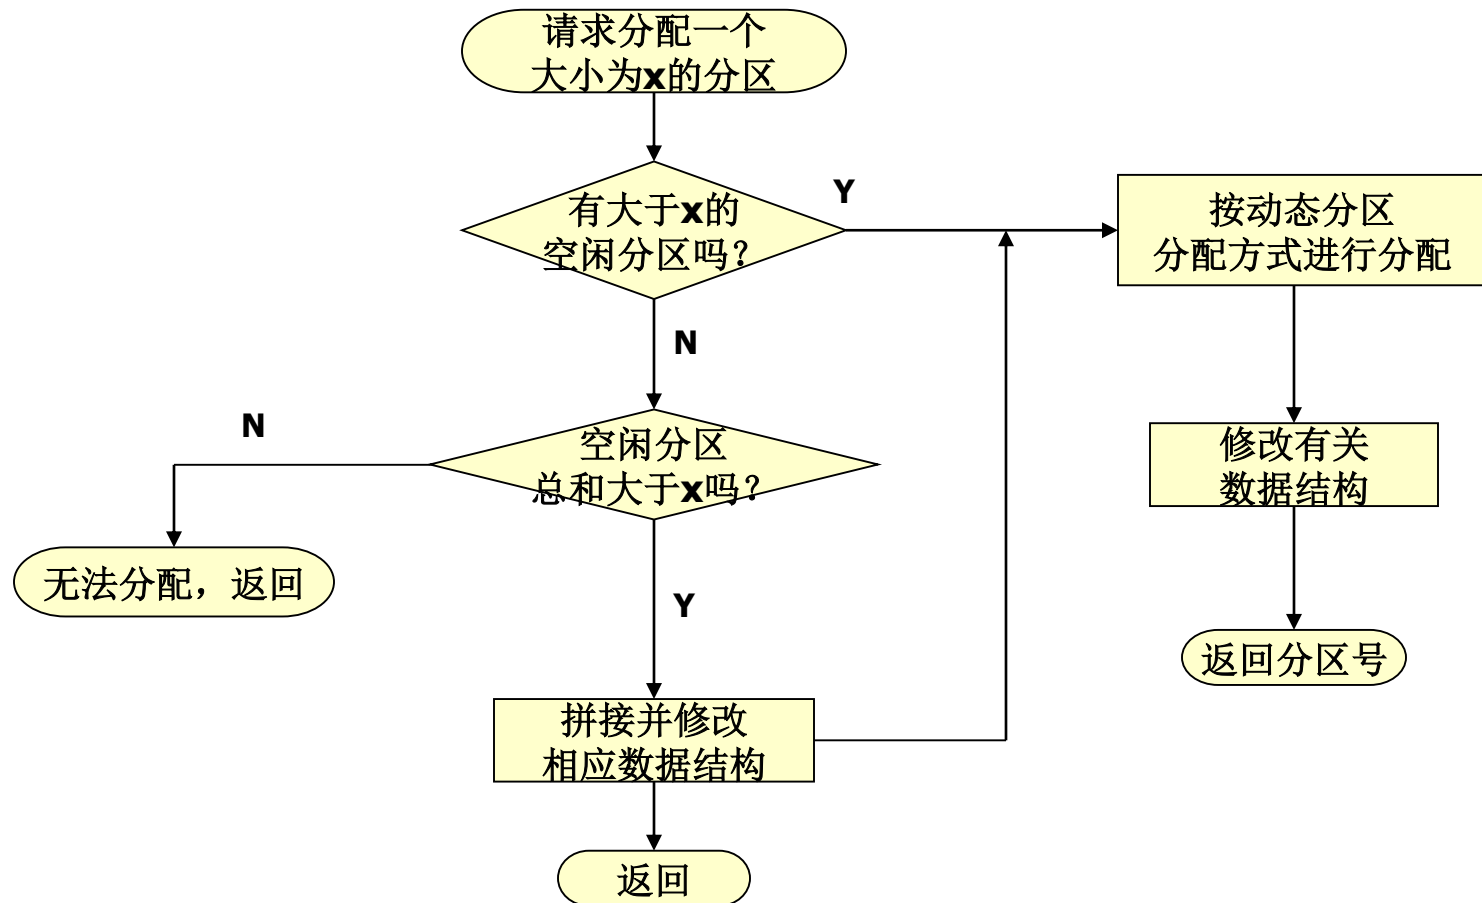 请求分配一个
大小为x的分区
有大于x的
空闲分区吗？
Y
按动态分区
分配方式进行分配
N
空闲分区
总和大于x吗？
N
修改有关
数据结构
无法分配，返回
Y
返回分区号
拼接并修改
相应数据结构
返回